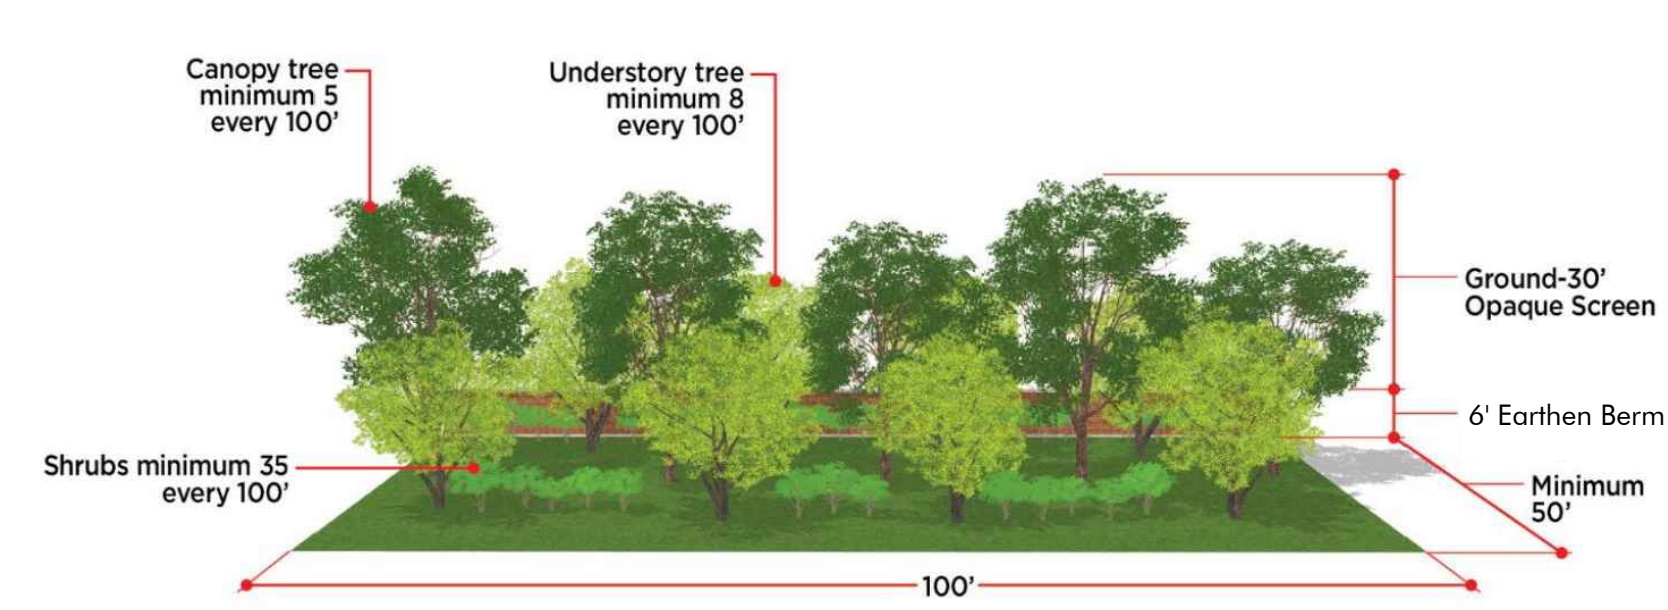 Canopy tree
minimum 5
every 100'
Understory tree
minimum 8
every 100'
Ground-30'
Opaque Screen
6' Earthen Berm
Shrubs minimum 35
every 100'
Minimum
50'
100'